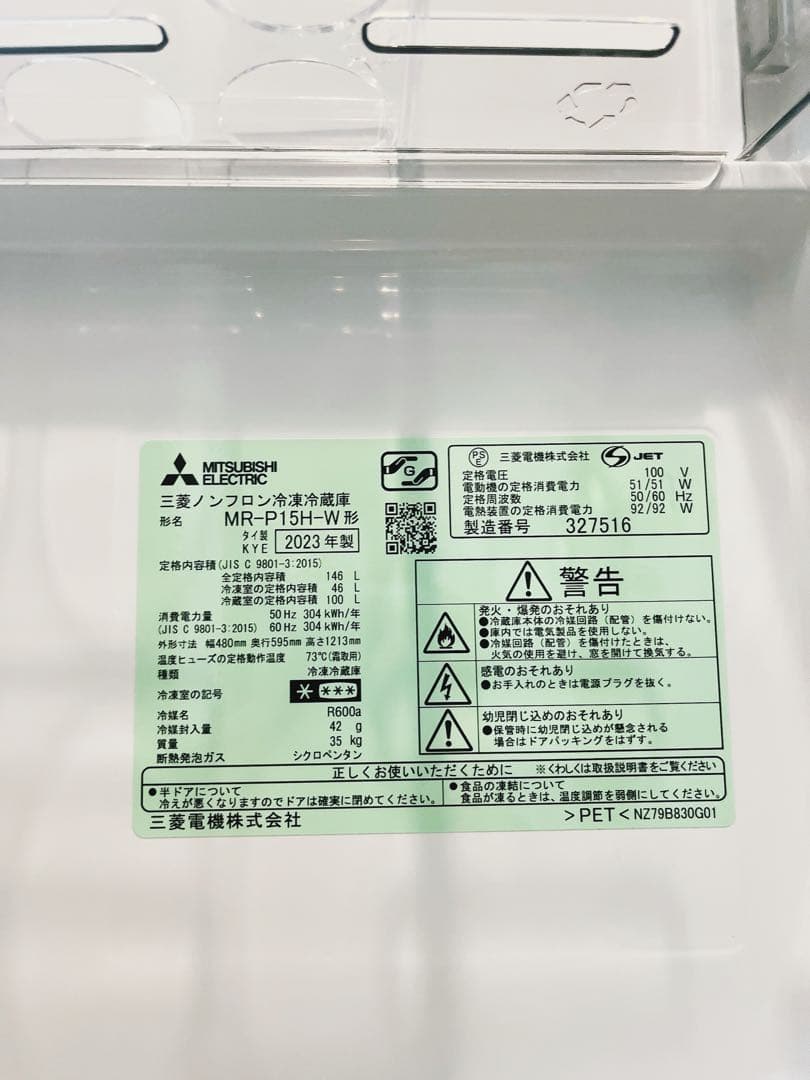 MITSUBISHI
ELECTRIC
G
三菱ノンフロン冷凍冷蔵庫
形名 MR-P15H-W形
タイ製
KYE 2023年製
定格内容積(JIS C 9801-3:2015)
全定格内容積 146 L
冷凍室の定格内容積 46 L
冷蔵室の定格内容積 100 L
消費電力量 50Hz 304kWh/年
(JIS C 9801-3:2015) 60Hz 304kWh/年
外形寸法 幅480mm 奥行595mm 高さ1213mm
温度ヒューズの定格動作温度 73℃(霜取用)
種類 冷凍冷蔵庫
冷凍室の記号
冷媒名 R600a
冷媒封入量 42 g
質量 35 kg
断熱発泡ガス シクロペンタン
PSE 三菱電機株式会社 JET
定格電圧 100 V
電動機の定格消費電力 51/51 W
定格周波数 50/60 Hz
電熱装置の定格消費電力 92/92 W
製造番号 327516
警告
発火・爆発のおそれあり
●冷蔵庫本体の冷媒回路(配管)を傷付けない。
●庫内では電気製品を使用しない。
●冷媒回路(配管)を傷付けたときは、
火気の使用を避け、窓を開けて換気する。
感電のおそれあり
●お手入れのときは電源プラグを抜く。
幼児閉じ込めのおそれあり
●保管時に幼児閉じ込めが懸念される
場合はドアパッキングをはずす。
正しくお使いいただくために ※くわしくは取扱説明書をご覧ください
●半ドアについて
冷えが悪くなりますのでドアは確実に閉めてください。
●食品の凍結について
食品が凍るときは、温度調節を弱側にしてください。
三菱電機株式会社 >PET< NZ79B830G01